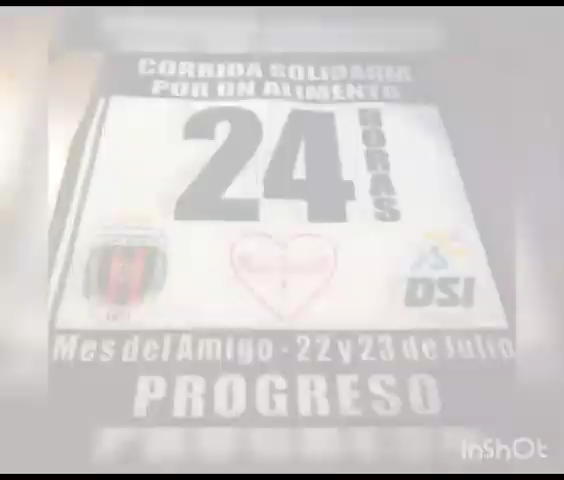 CORRIDA SOLIDARIA
POR UN ALIMENTO
24
HORAS
DSI
Mes del Amigo - 22 y 23 de Julio
PROGRESO
InShOt